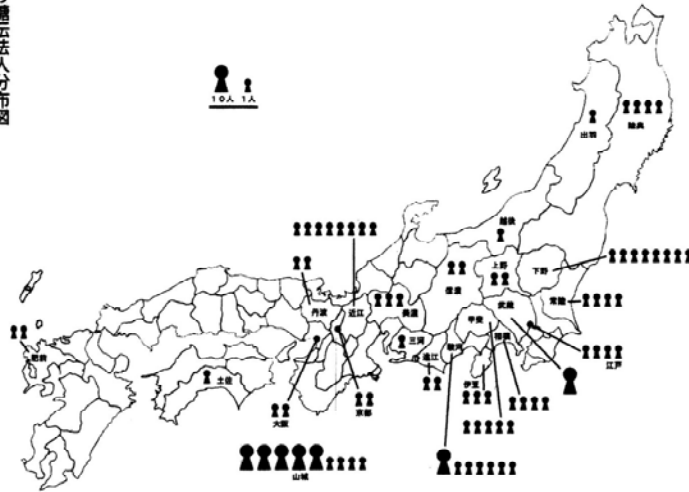 嗣伝法人分布図
10人 1人
出羽
陸奥
越後
上野
下野
信濃
丹波
近江
美濃
武蔵
常陸
甲斐
三河
遠江
駿河
相模
江戸
肥前
土佐
伊豆
大阪
京都
山城